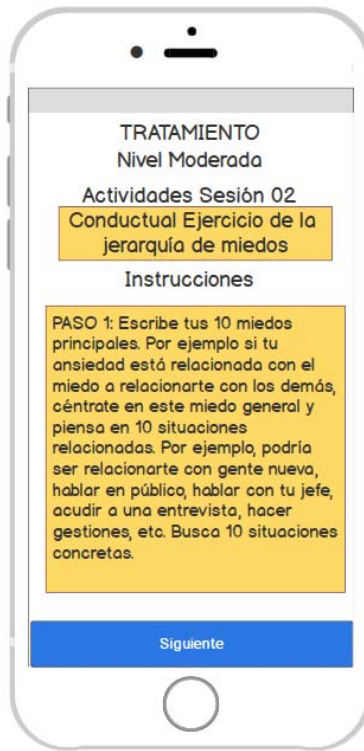 TRATAMIENTO
Nivel Moderada
Actividades Sesión 02
Conductual Ejercicio de la
jerarquía de miedos
Instrucciones
PASO 1: Escribe tus 10 miedos
principales. Por ejemplo si tu
ansiedad está relacionada con el
miedo a relacionarte con los demás,
céntrate en este miedo general y
piensa en 10 situaciones
relacionadas. Por ejemplo, podría
ser relacionarte con gente nueva,
hablar en público, hablar con tu jefe,
acudir a una entrevista, hacer
gestiones, etc. Busca 10 situaciones
concretas.
Siguiente